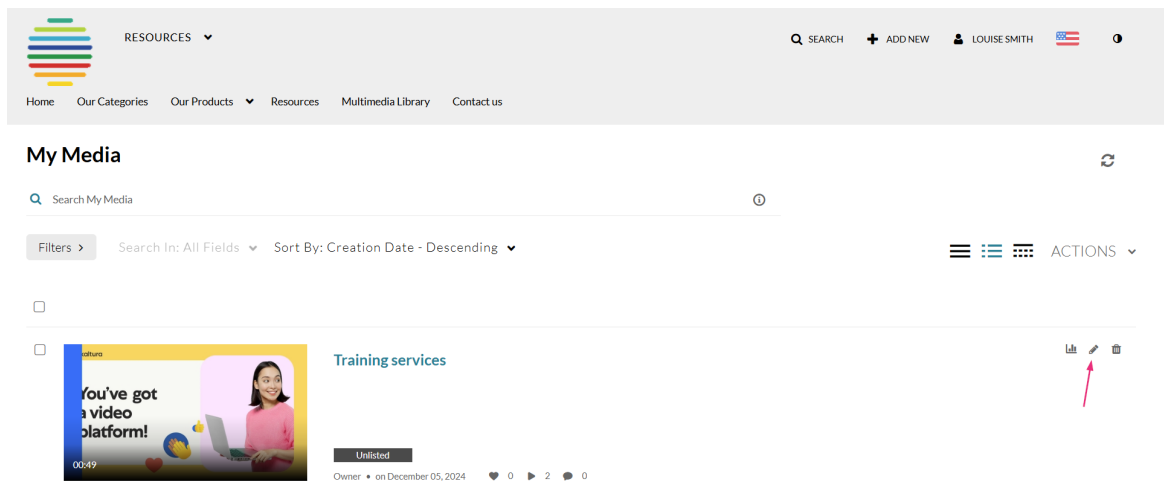 RESOURCES
SEARCH ADD NEW LOUISE SMITH
Home Our Categories Our Products Resources Multimedia Library Contact us
My Media
Search My Media
Filters > Search In: All Fields Sort By: Creation Date - Descending
ACTIONS
kaltura
You've got
a video
platform!
00:49
Training services
Unlisted
Owner • on December 05, 2024 0 2 0